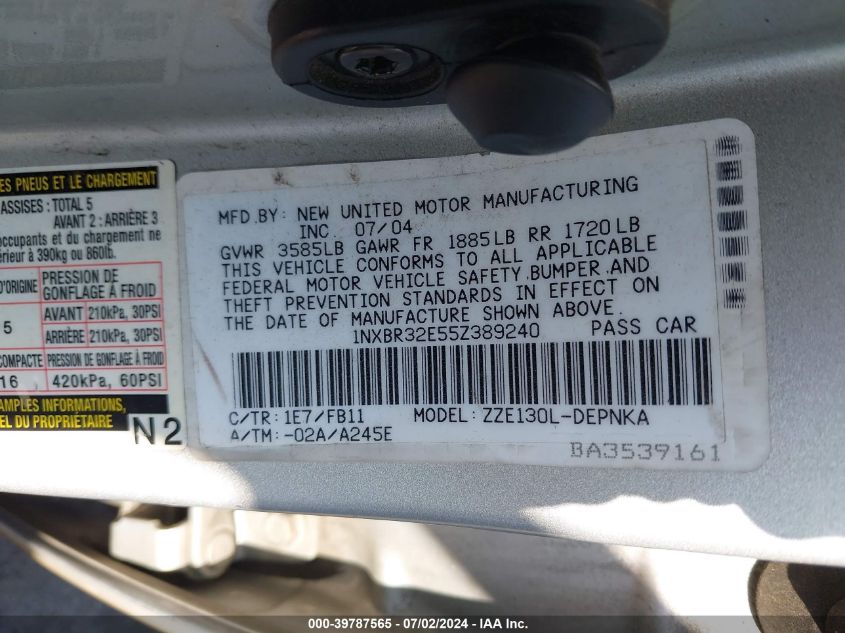 ES PNEUS ET LE CHARGEMENT
ASSISES : TOTAL 5
AVANT 2 : ARRIÈRE 3
occupants et du chargement ne
érieur à 390kg ou 860lb.
D'ORIGINE PRESSION DE GONFLAGE À FROID
5 AVANT 210kPa, 30PSI
ARRIÈRE 210kPa, 30PSI
COMPACTE PRESSION DE GONFLAGE À FROID
16 420kPa, 60PSI
AMPLES INFORMATIONS,
EL DU PROPRIÉTAIRE
N2
MFD.BY: NEW UNITED MOTOR MANUFACTURING
INC. 07/04
GVWR 3585LB GAWR FR 1885LB RR 1720LB
THIS VEHICLE CONFORMS TO ALL APPLICABLE
FEDERAL MOTOR VEHICLE SAFETY,BUMPER,AND
THEFT PREVENTION STANDARDS IN EFFECT ON
THE DATE OF MANUFACTURE SHOWN ABOVE.
1NXBR32E55Z389240 PASS CAR
C/TR: 1E7/FB11 MODEL: ZZE130L-DEPNKA
A/TM: -02A/A245E
BA3539161
000-39787565 - 07/02/2024 - © IMPACT AUTO AUCTIONS INC.